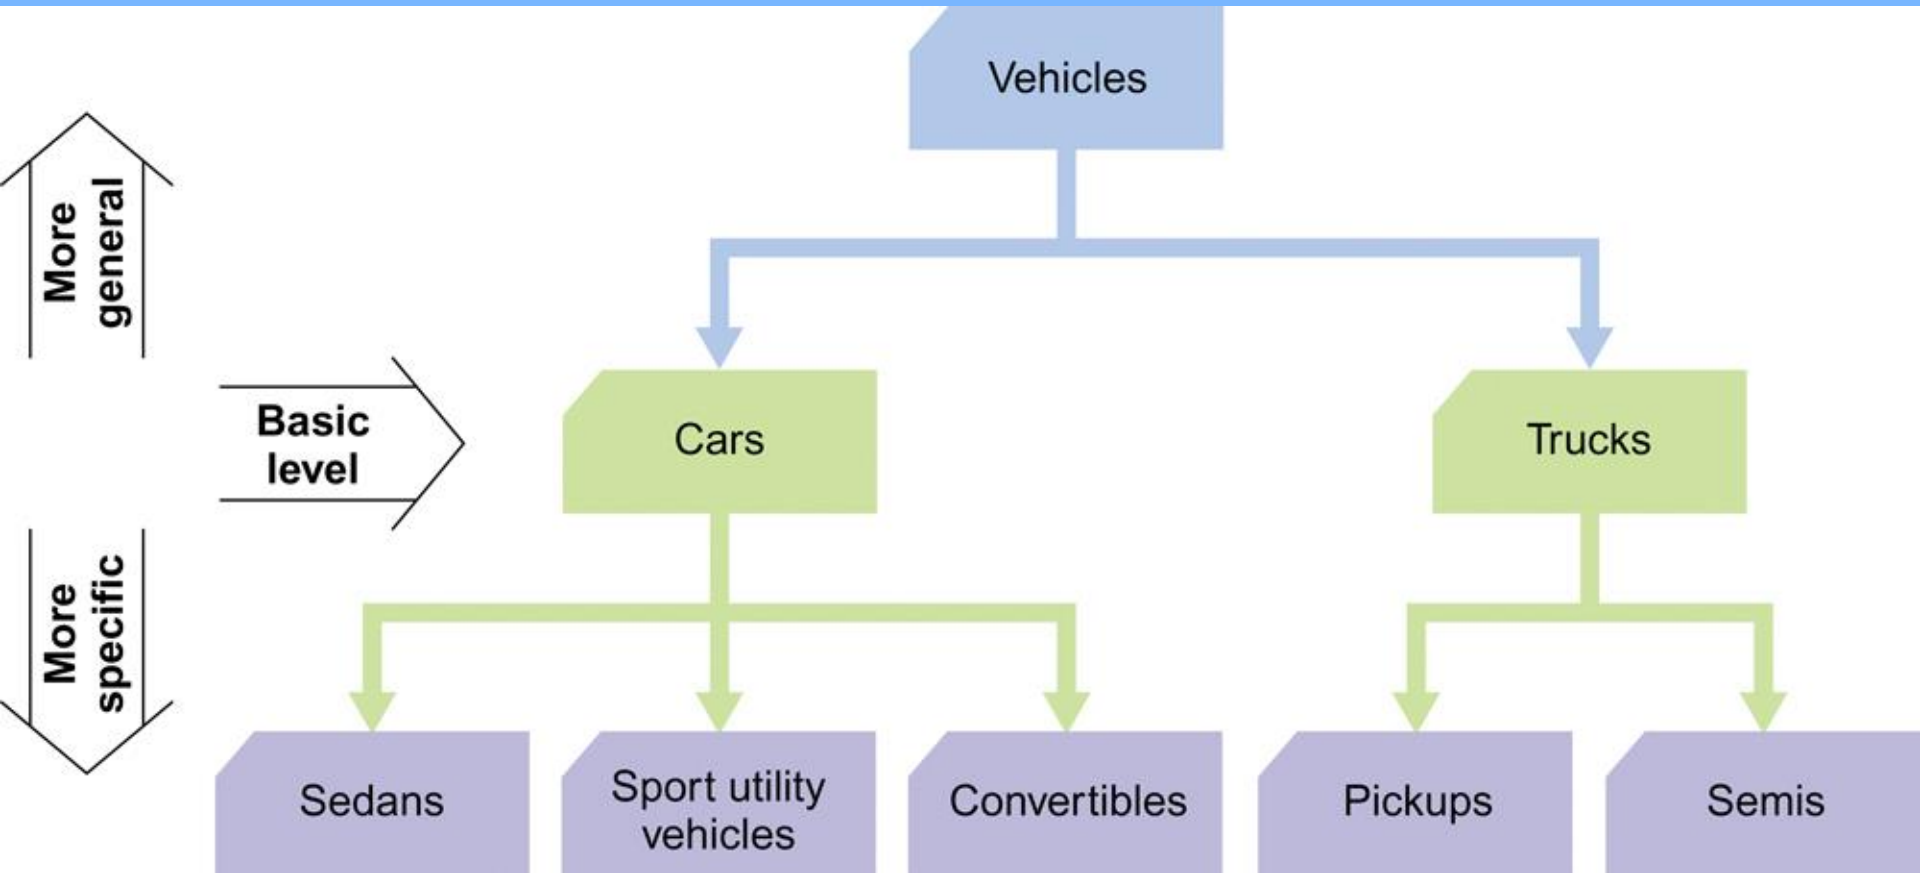 Vehicles
More
general
Basic
level
Cars
Trucks
More
specific
Sedans
Sport utility
vehicles
Convertibles
Pickups
Semis